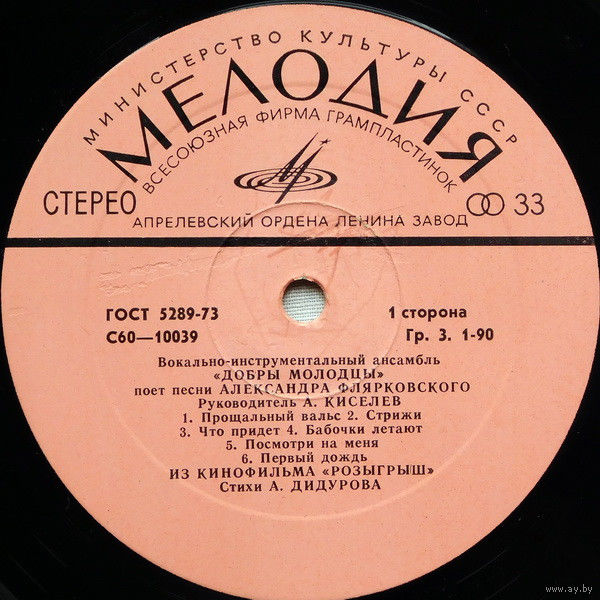 МИНИСТЕРСТВО КУЛЬТУРЫ СССР
МЕЛОДИЯ
ВСЕСОЮЗНАЯ ФИРМА ГРАМПЛАСТИНОК
СТЕРЕО
33
АПРЕЛЕВСКИЙ ОРДЕНА ЛЕНИНА ЗАВОД
ГОСТ 5289-73
1 сторона
С60—10039
Гр. 3. 1-90
Вокально-инструментальный ансамбль
«ДОБРЫ МОЛОДЦЫ»
поет песни АЛЕКСАНДРА ФЛЯРКОВСКОГО
Руководитель А. КИСЕЛЕВ
1. Прощальный вальс 2. Стрижи
3. Что придет 4. Бабочки летают
5. Посмотри на меня
6. Первый дождь
ИЗ КИНОФИЛЬМА «РОЗЫГРЫШ»
Стихи А. ДИДУРОВА
www.ay.by